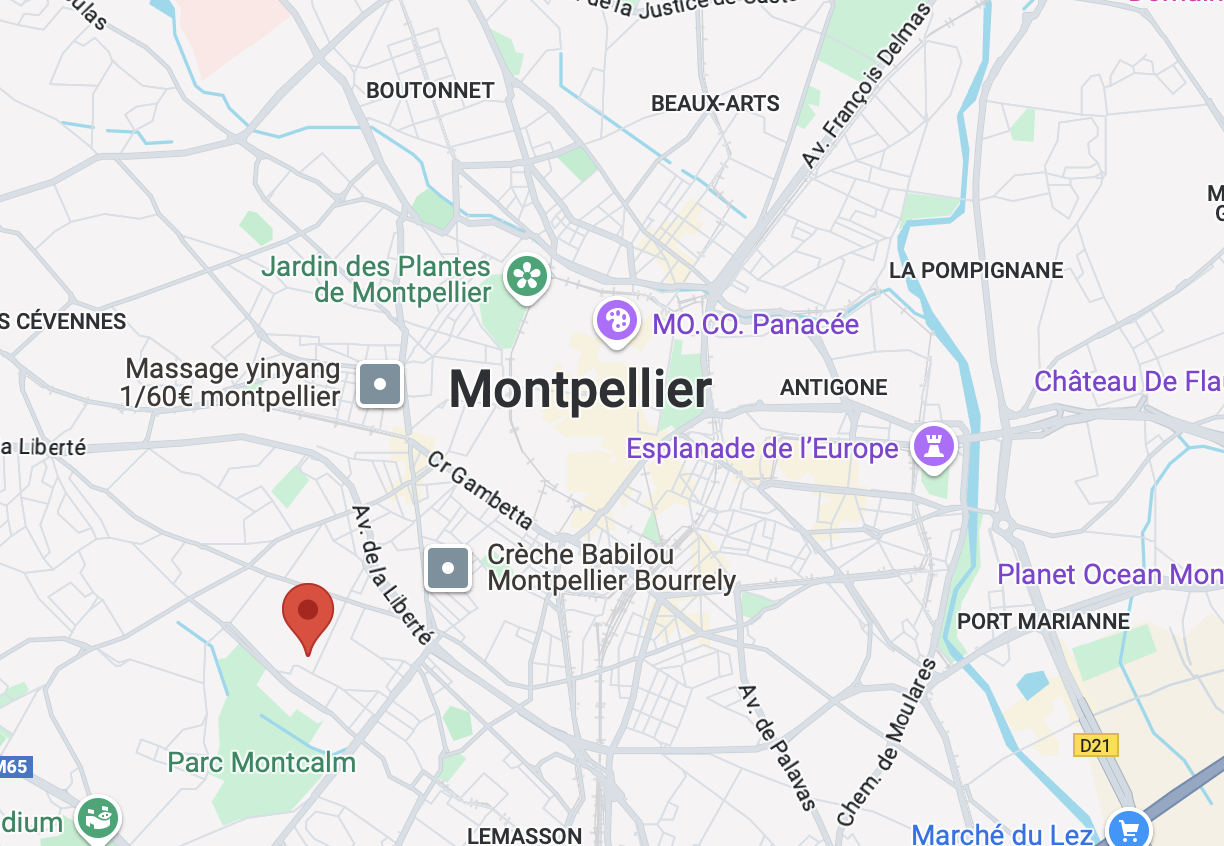 de la Justice de Caste
BOUTONNET
BEAUX-ARTS
Av. François Delmas
LA POMPIGNANE
Jardin des Plantes
de Montpellier
S CÉVENNES
MO.CO. Panacée
Massage yinyang
1/60€ montpellier
Montpellier
ANTIGONE
Château De Fla
a Liberté
Esplanade de l’Europe
Cr Gambetta
Av. de la Liberté
Crèche Babilou
Montpellier Bourrely
Planet Ocean Mon
PORT MARIANNE
Av. de Palavas
Chem. de Moulares
D21
Parc Montcalm
M65
dium
LEMASSON
Marché du Lez